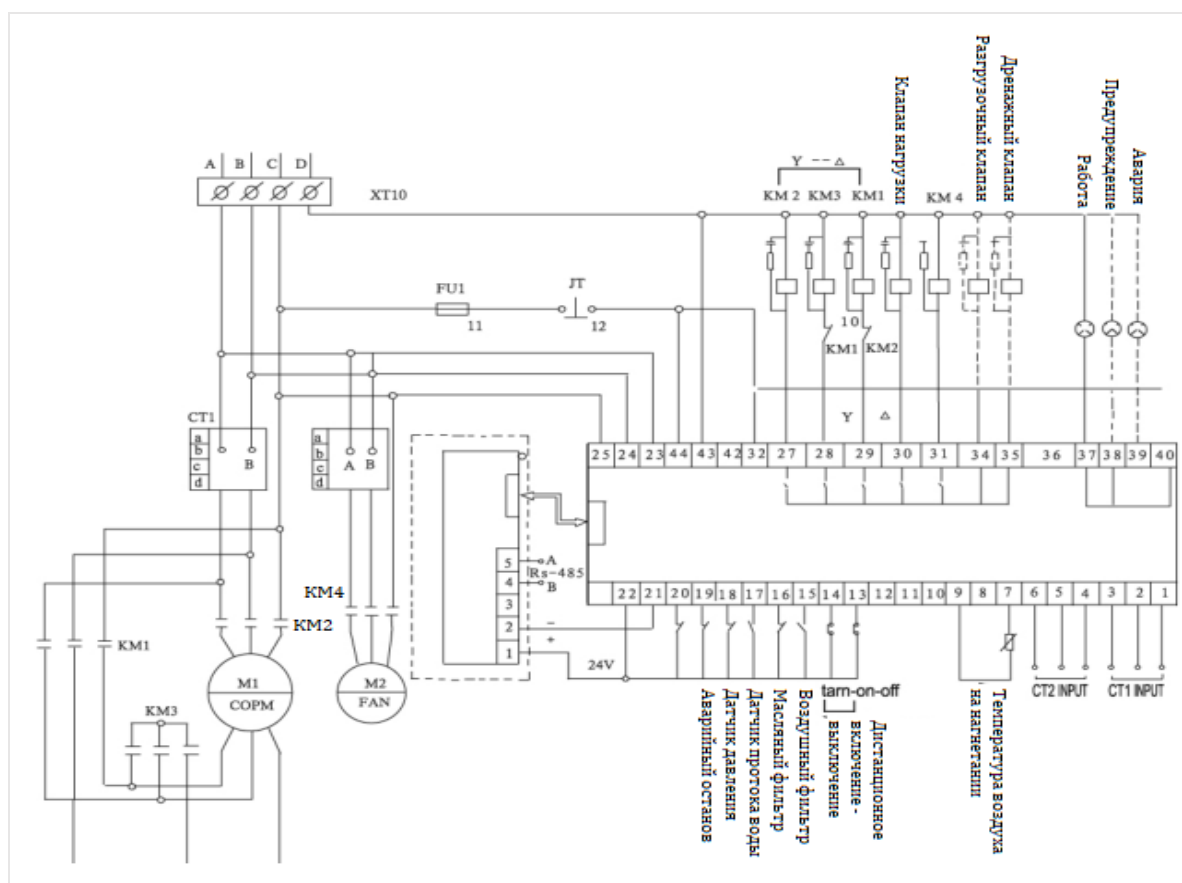 A B C D
XT10
Y -- △
KM 2 KM3 KM1
Клапан нагрузки
KM 4
Разгрузочный клапан
Дренажный клапан
Работа
Предупреждение
Авария
FU1
11
JT
12
10
KM1
KM2
Y △
CT1
a
b
c
d
B
a
b
c
d
A B
25 24 23 44 43 42 32 27 28 29 30 31 34 35 36 37 38 39 40
5
4
3
2
1
A
Rs-485
B
−
+
24V
22 21 20 19 18 17 16 15 14 13 12 11 10 9 8 7 6 5 4 3 2 1
КМ4
КМ2
KM1
M1
COPM
M2
FAN
KM3
Аварийный останов
Датчик давления
Датчик протока воды
Масляный фильтр
Воздушный фильтр
tarn-on-off
Дистанционное
включение -
выключение
Температура воздуха
на нагнетании
CT2 INPUT
CT1 INPUT